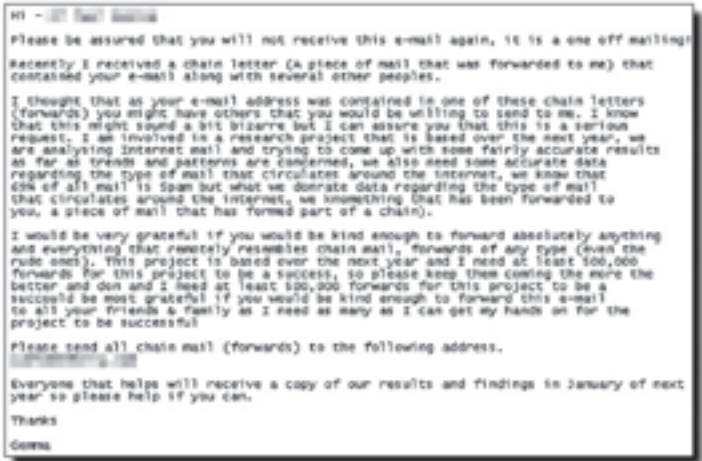 Hi -
Please be assured that you will not receive this e-mail again, it is a one off mailing!
Recently I received a chain letter (A piece of mail that was forwarded to me) that
contained your e-mail along with several other peoples.
I thought that as your e-mail address was contained in one of these chain letters
(forwards) you might have others that you would be willing to send to me. I know
that this might sound a bit bizarre but I can assure you that this is a serious
request. I am involved in a research project that is based over the next year, we
are analysing Internet mail and trying to come up with some fairly accurate results
as far as trends and patterns are concerned, we also need some accurate data
regarding the type of mail that circulates around the internet, we know that
of all mail is Spam but what we donrate data regarding the type of mail
that circulates around the internet, we knomething that has been forwarded to
you, a piece of mail that has formed part of a chain).
I would be very grateful if you would be kind enough to forward absolutely anything
and everything that remotely resembles chain mail, forwards of any type (even the
rude ones). This project is based over the next year and I need at least 500,000
forwards for this project to be a success, so please keep them coming the more the
better and don and I need at least 500,000 forwards for this project to be a
succould be most grateful if you would be kind enough to forward this e-mail
to all your friends & family as I need as many as I can get my hands on for the
project to be successful
Please send all chain mail (forwards) to the following address.
Everyone that helps will receive a copy of our results and findings in January of next
year so please help if you can.
Thanks
Gemma